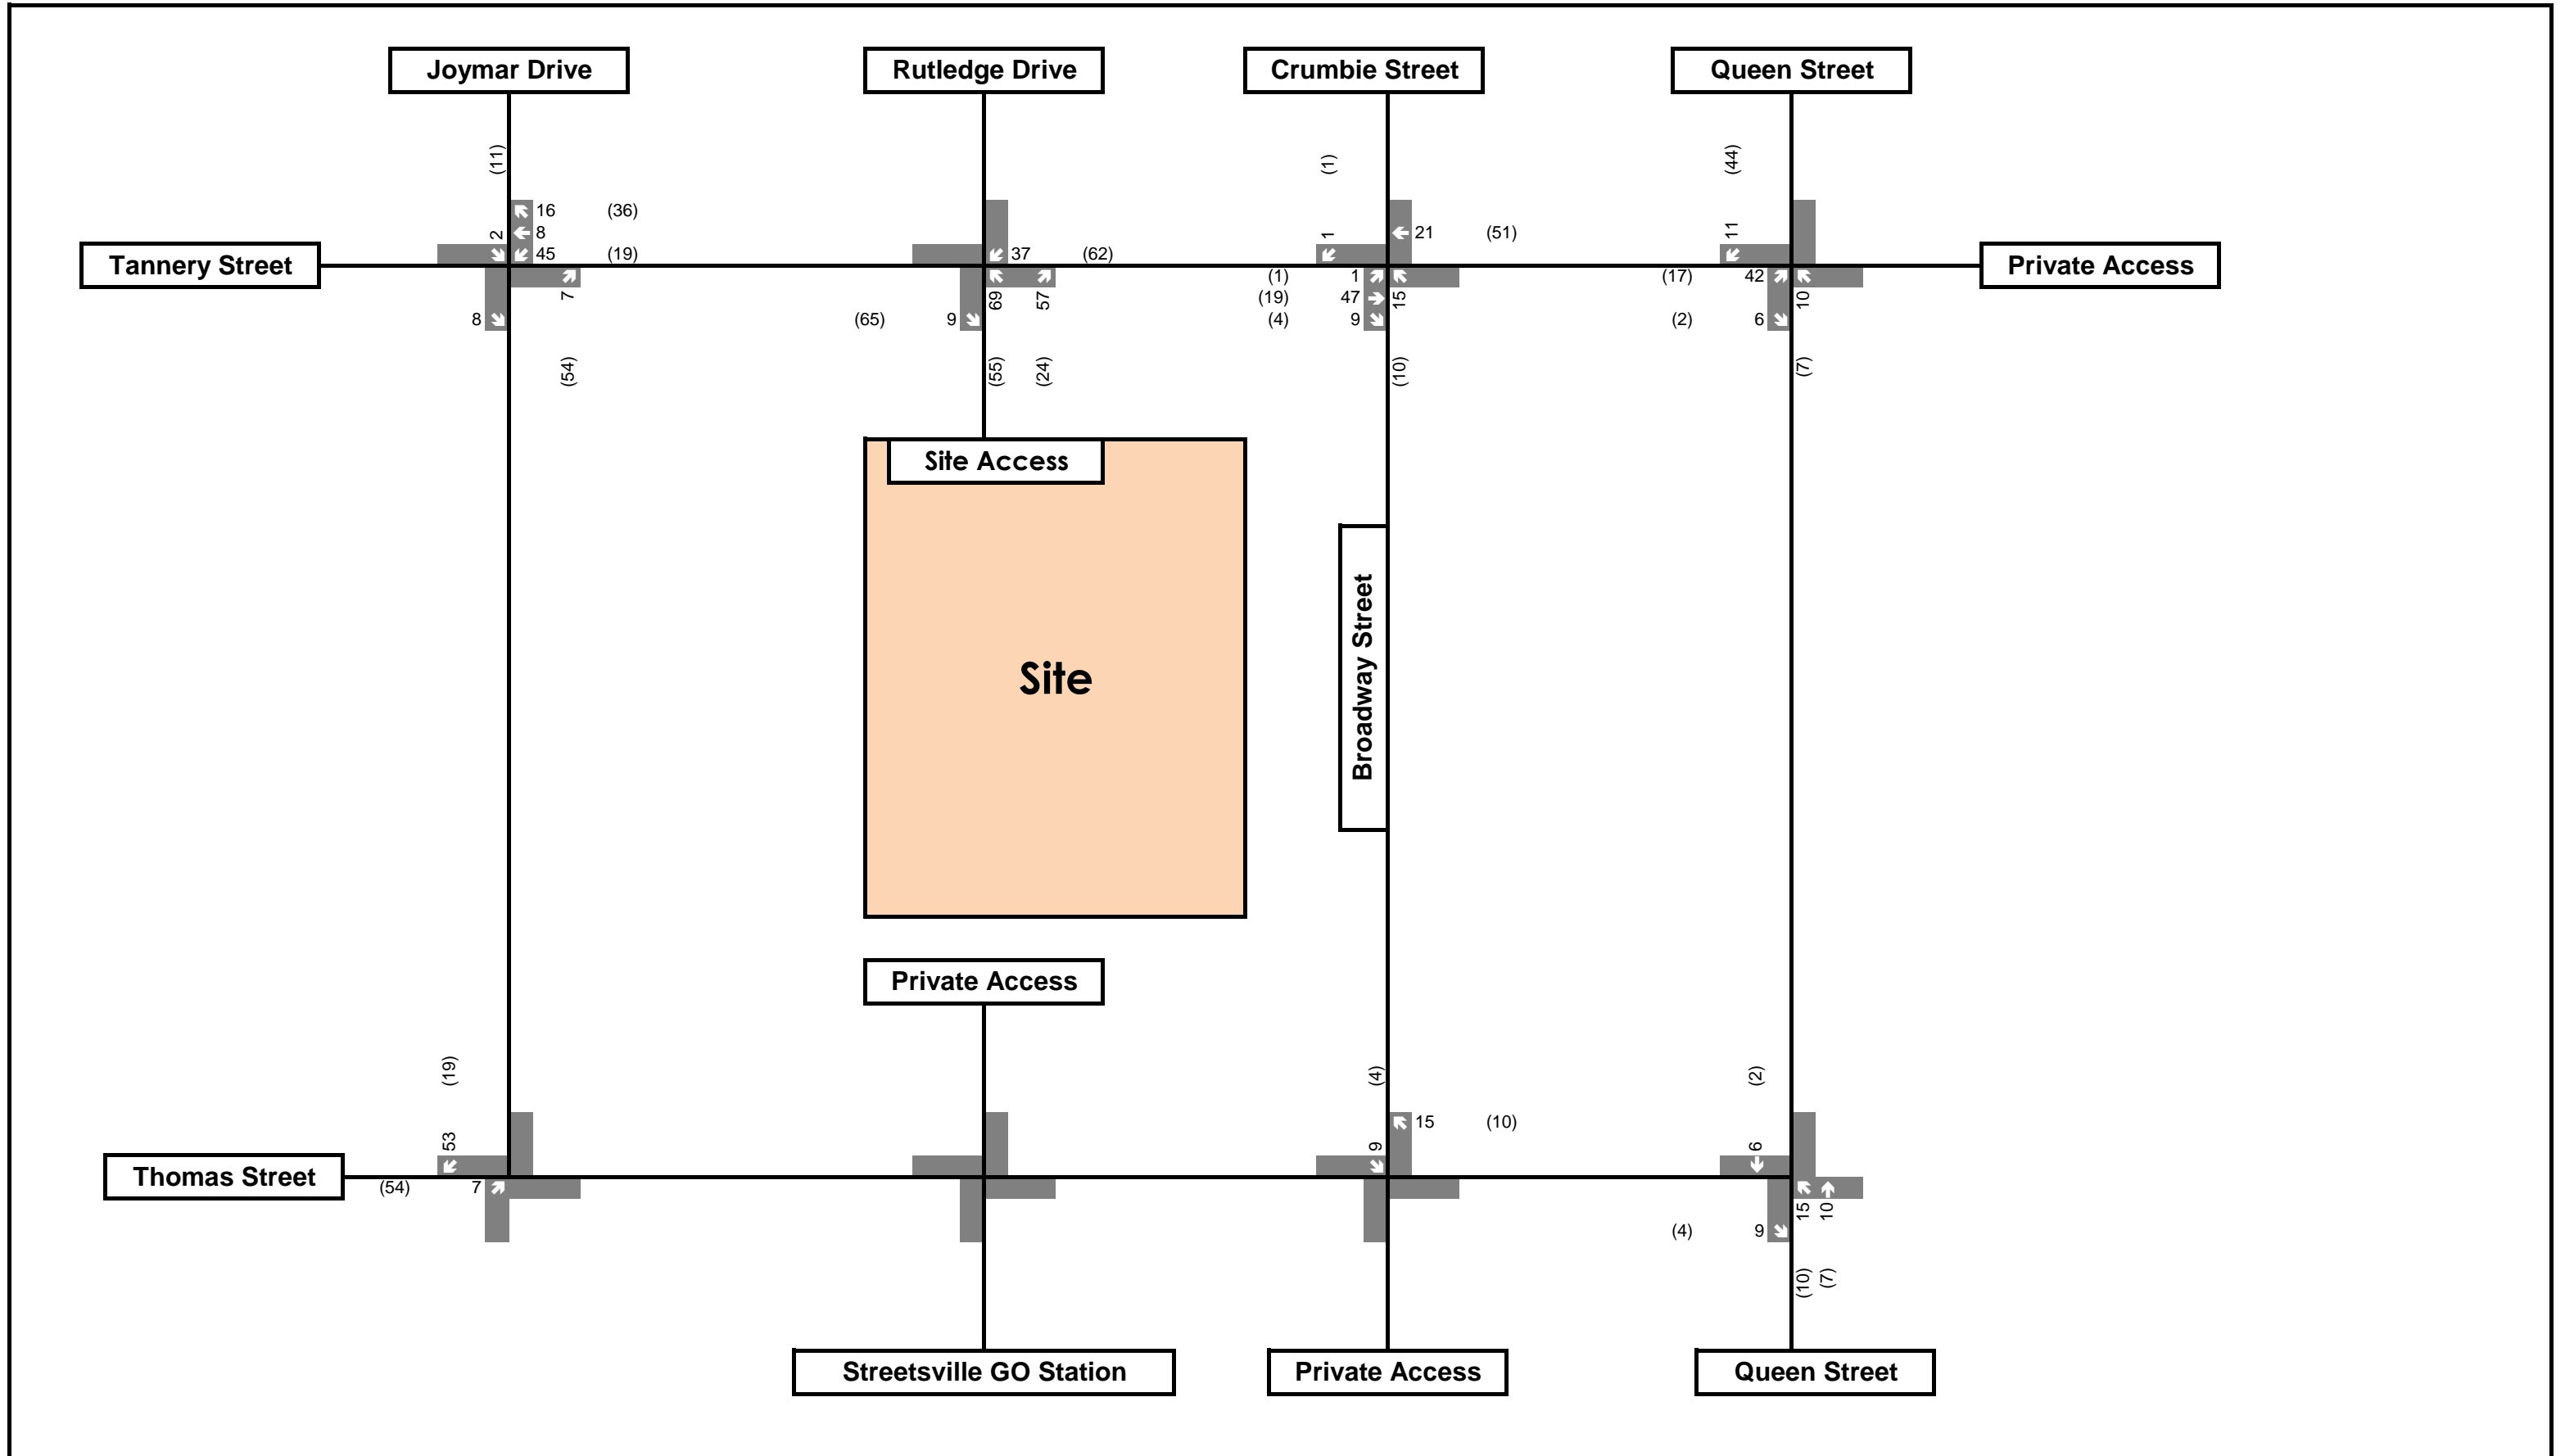 Joymar Drive
Rutledge Drive
Crumbie Street
Queen Street
(11)
(1)
(44)
16 (36)
2
8
45 (19)
37 (62)
1
21 (51)
11
Tannery Street
Private Access
7
8
(54)
69
57
(65) 9
(55)
(24)
(1) 1
(19) 47
(4) 9
15
(10)
(17) 42
(2) 6
10
(7)
Site Access
Site
Broadway Street
Private Access
(19)
53
(4)
9
15 (10)
(2)
6
Thomas Street
(54) 7
15
10
(4) 9
(10)
(7)
Streetsville GO Station
Private Access
Queen Street